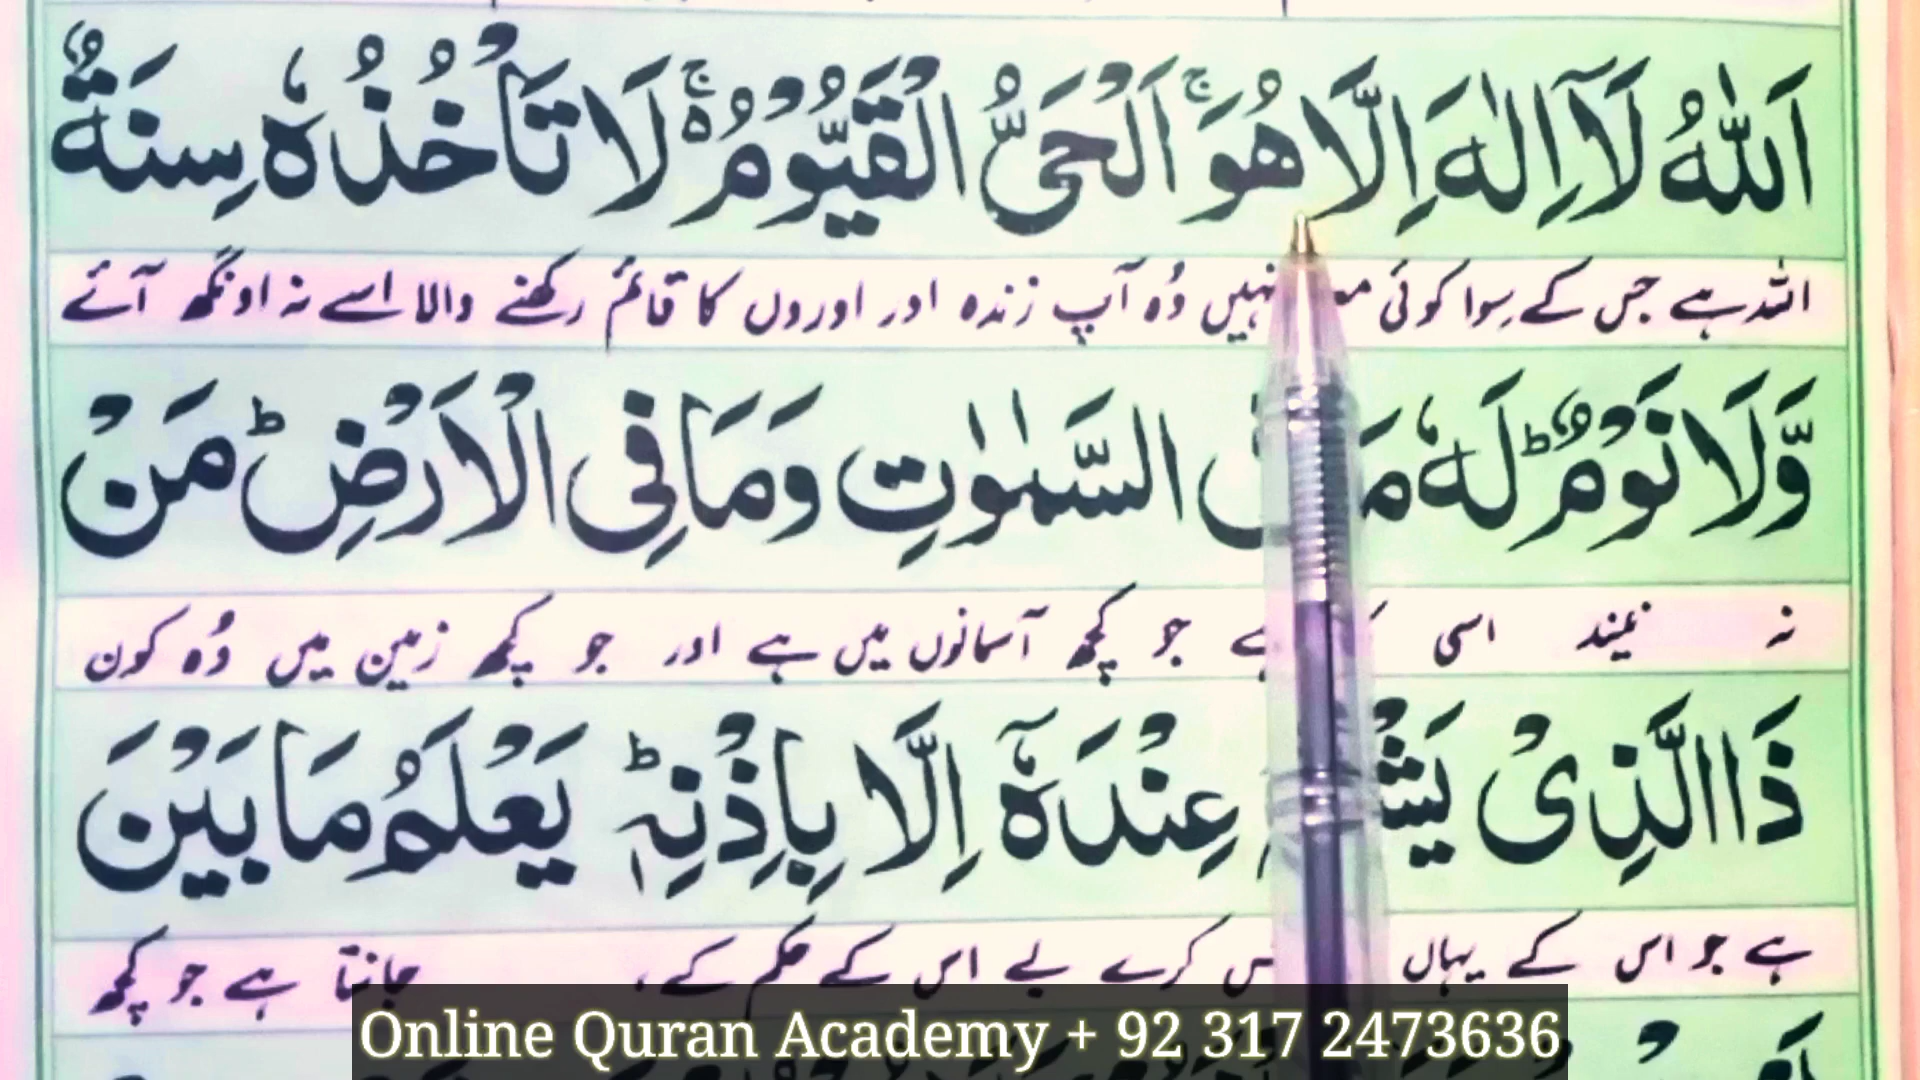 اَللّٰهُ لَآ اِلٰهَ اِلَّا هُوَ ۚ اَلْحَیُّ الْقَیُّوْمُ ۚ۬ لَا تَاْخُذُهٗ سِنَةٌ
اللہ ہے جس کے سِوا کوئی نہیں وُہ آپ زندہ اور اوروں کا قائم رکھنے والا اسے نہ اونگھ آئے
وَّلَا نَوْمٌ ؕ لَهٗ السَّمٰوٰتِ وَمَا فِی الْاَرْضِ ؕ مَنْ
نہ نیند اسی جو کچھ آسمانوں میں ہے اور جو کچھ زمین میں وُہ کون
ذَا الَّذِیْ عِنْدَهٗۤ اِلَّا بِاِذْنِهٖ ؕ یَعْلَمُ مَا بَیْنَ
ہے جو اس کے یہاں کرے بے اس کے حکم کے، جانتا ہے جو کچھ
Online Quran Academy + 92 317 2473636